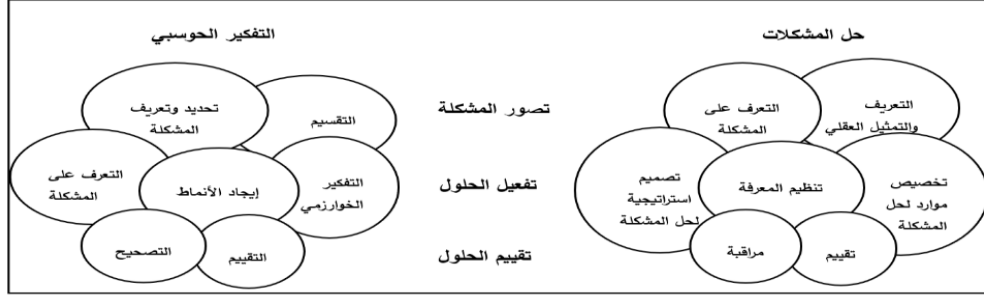 حل المشكلات
التفكير الحوسبي
تصور المشكلة
تفعيل الحلول
تقييم الحلول
التعريف
والتمثيل العقلي
التعرف على
المشكلة
تخصيص
موارد لحل
المشكلة
تنظيم المعرفة
تصميم
استراتيجية
لحل المشكلة
تقييم
مراقبة
التقسيم
تحديد وتعريف
المشكلة
التفكير
الخوارزمي
إيجاد الأنماط
التعرف على
المشكلة
التقييم
التصحيح